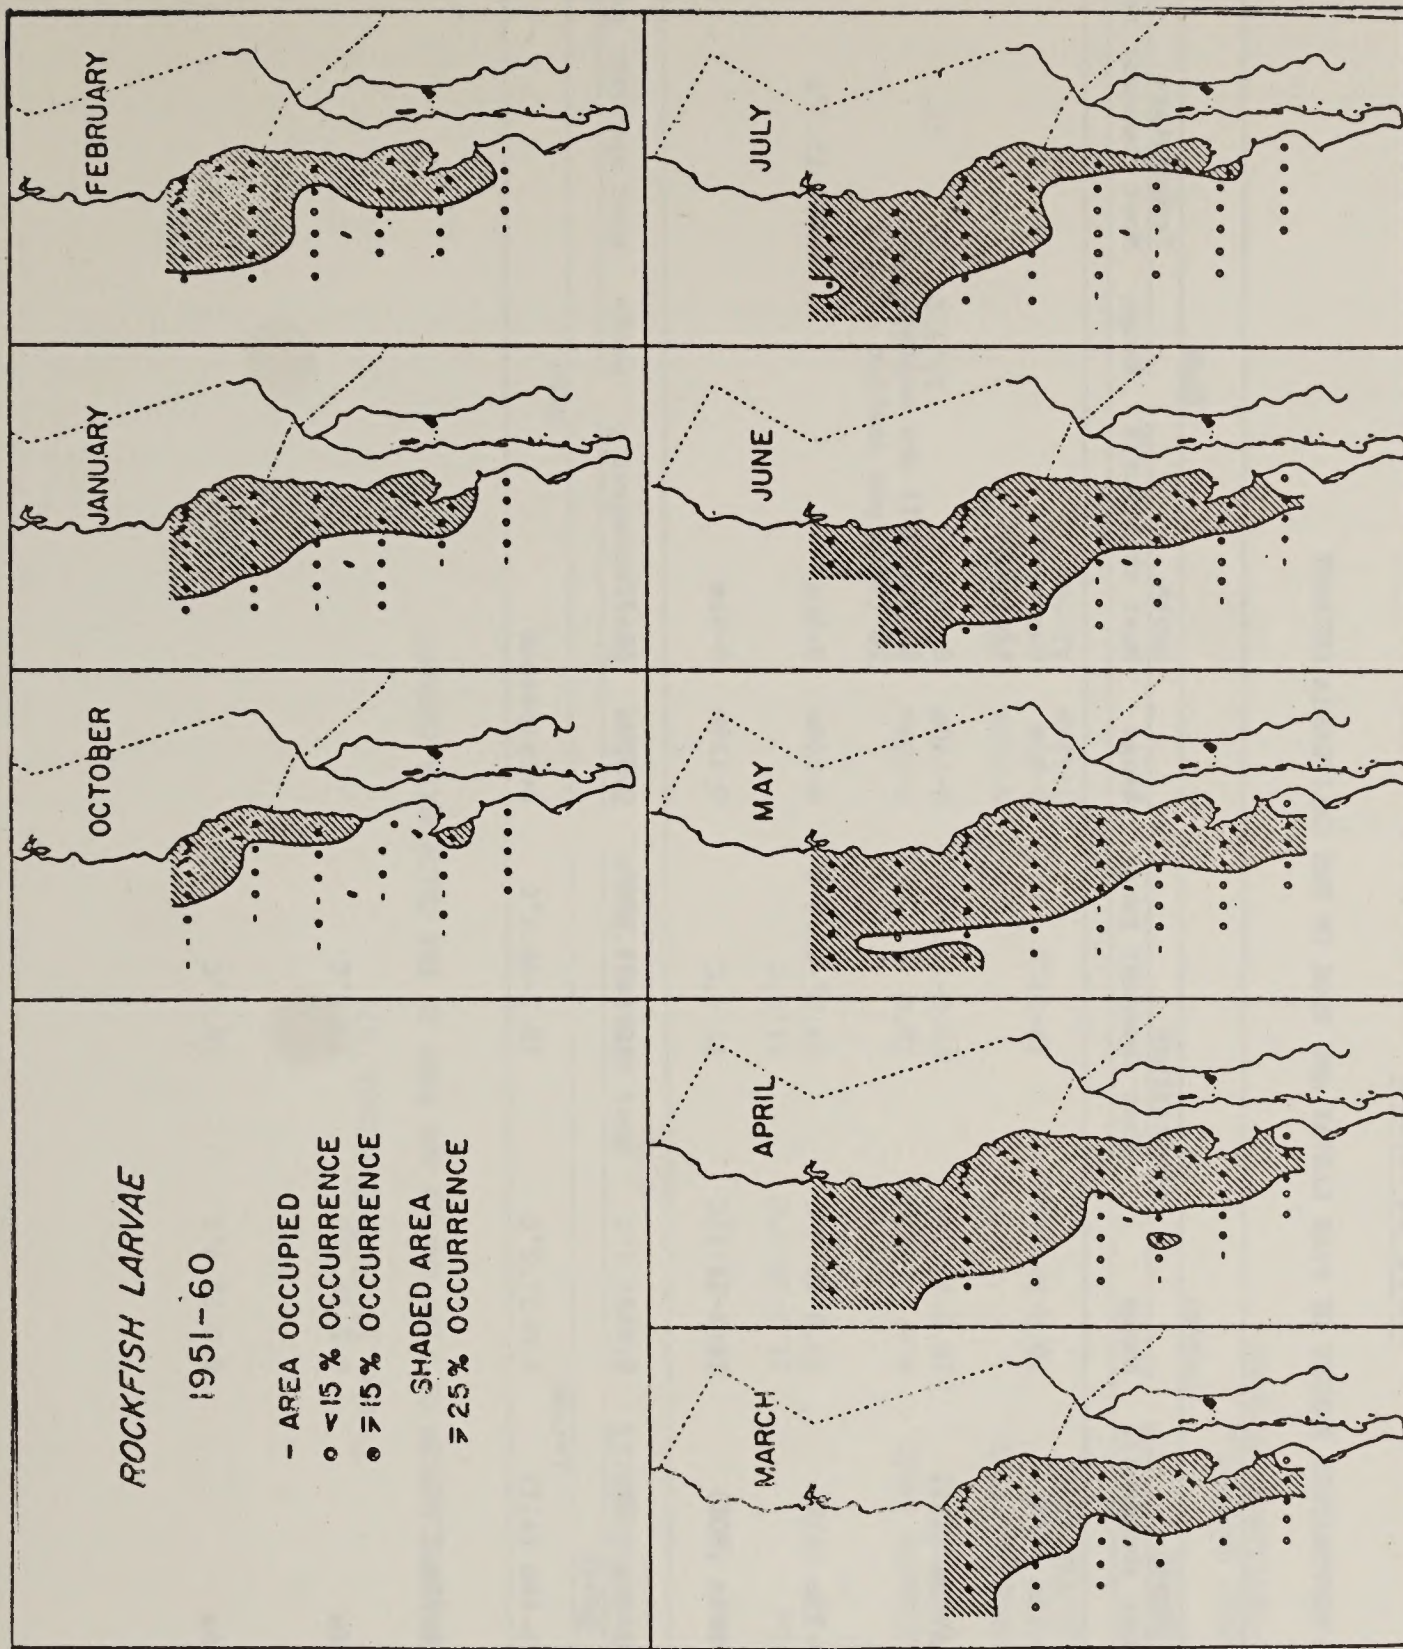 ROCKFISH LARVAE
1951-60
- AREA OCCUPIED
o < 15 % OCCURRENCE
● ≥ 15 % OCCURRENCE
SHADED AREA
≥ 25 % OCCURRENCE
OCTOBER
JANUARY
FEBRUARY
MARCH
APRIL
MAY
JUNE
JULY